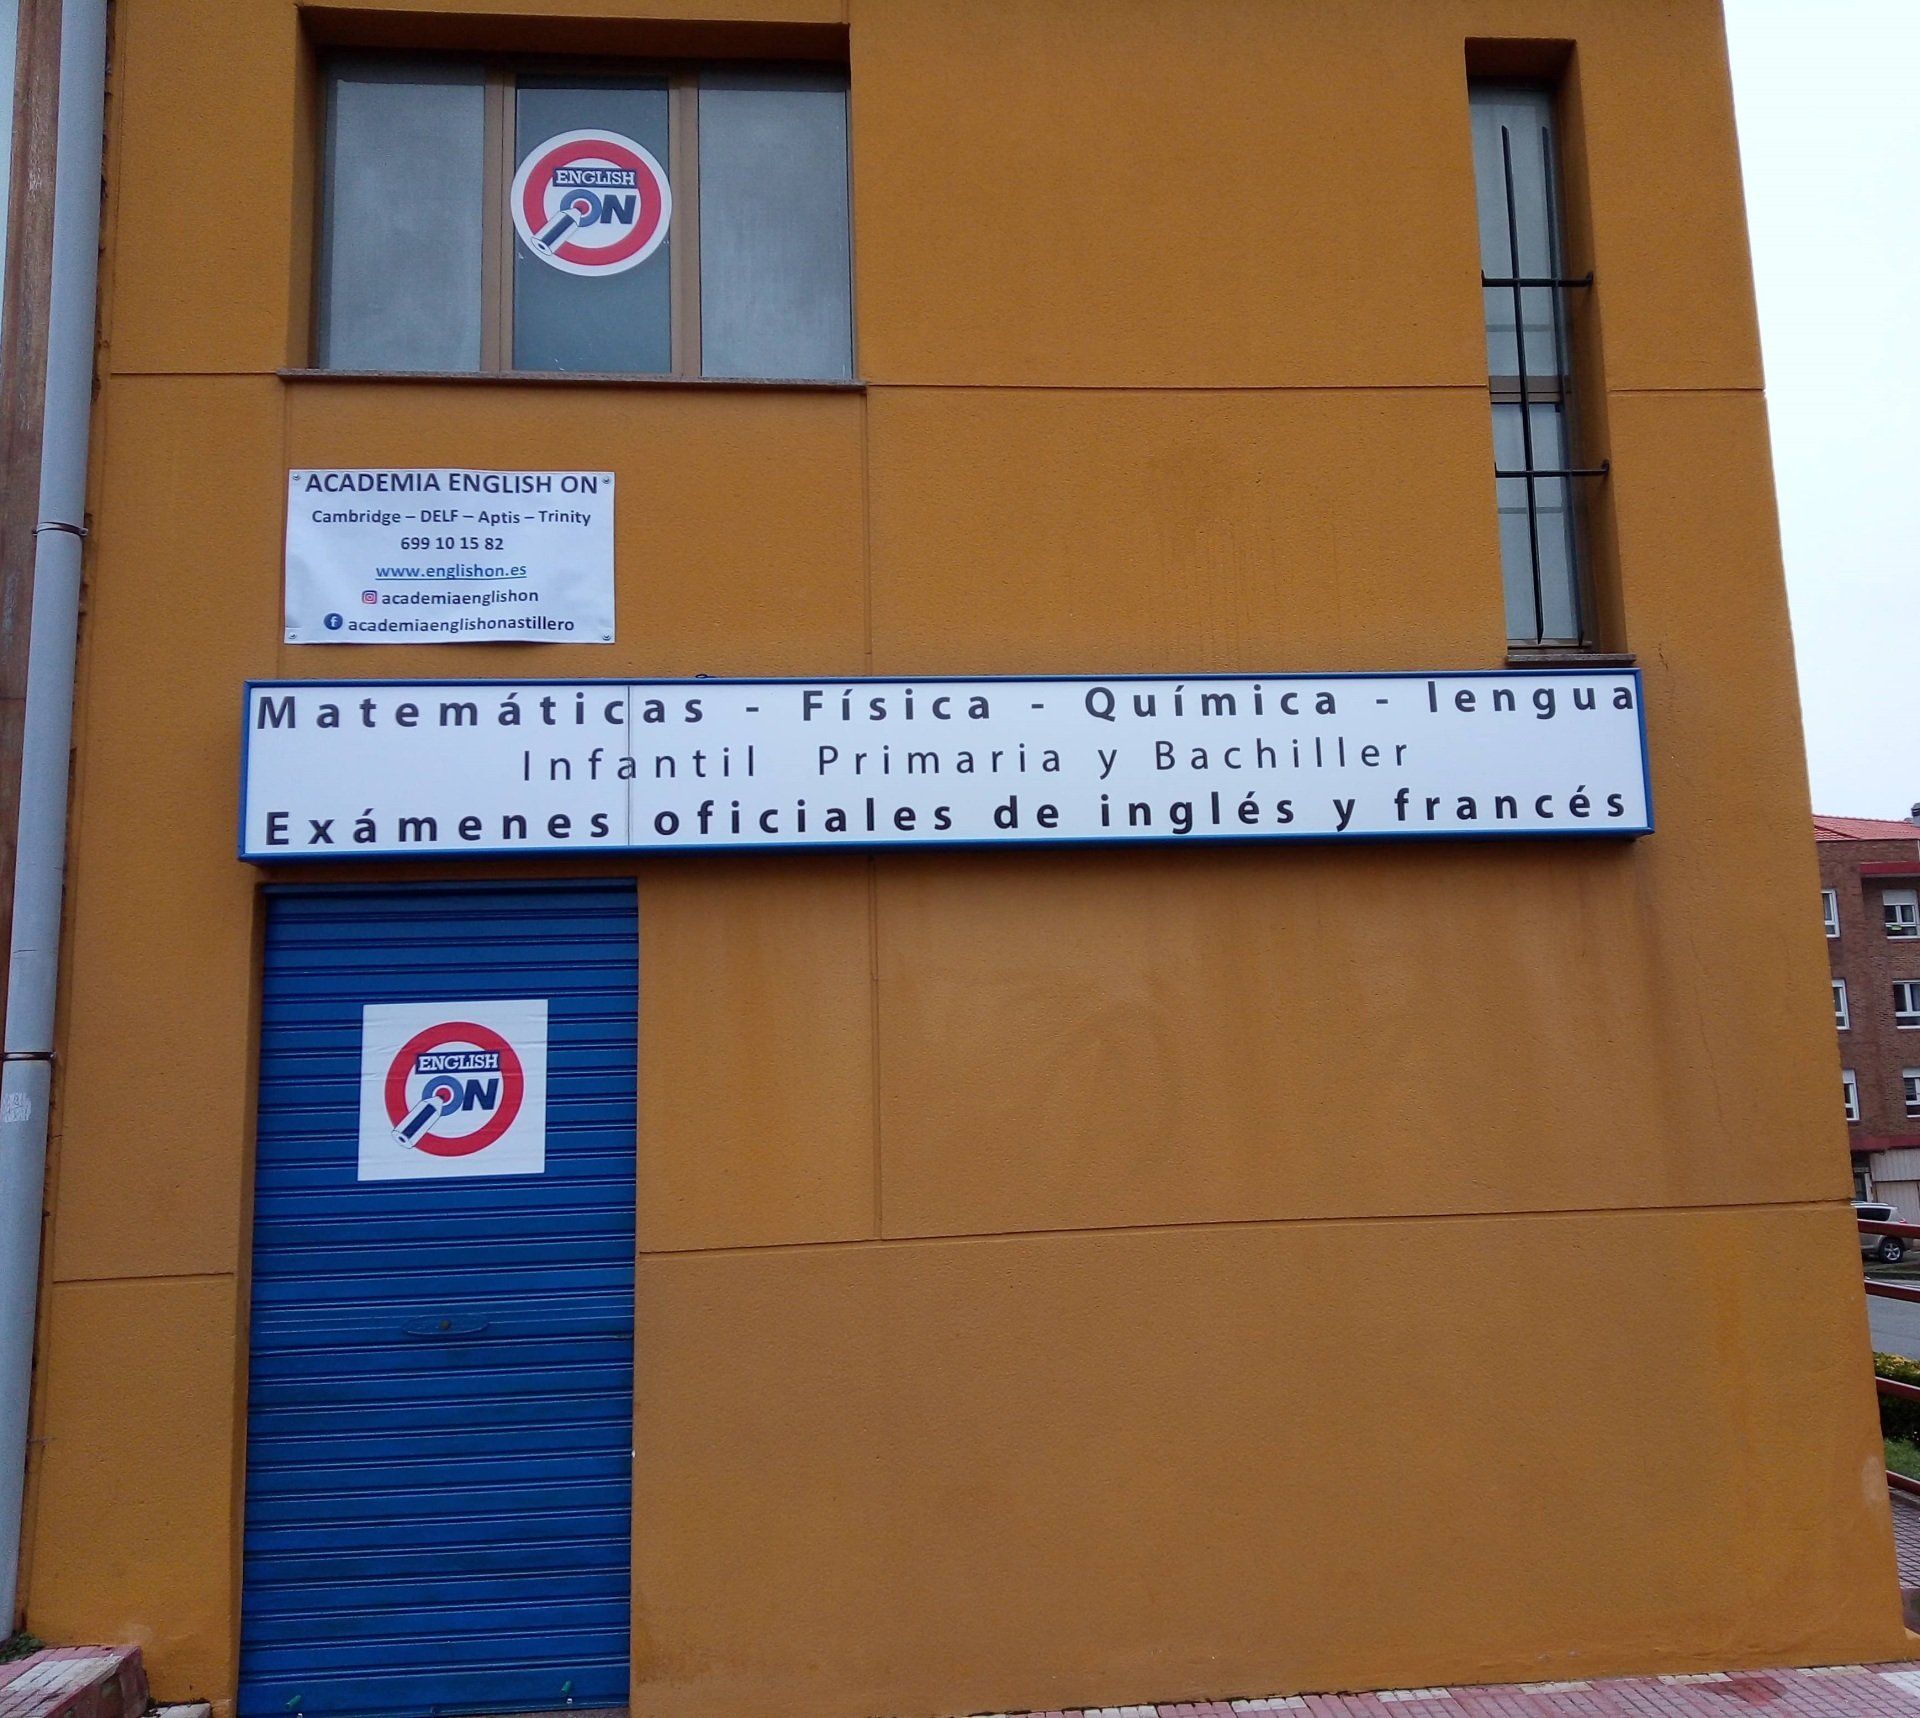 ENGLISH
ON
ACADEMIA ENGLISH ON
Cambridge – DELF – Aptis – Trinity
699 10 15 82
www.englishon.es
academiaenglishon
f academiaenglishonastillero
Matemáticas - Física - Química - lengua
Infantil Primaria y Bachiller
Exámenes oficiales de inglés y francés
ENGLISH
ON